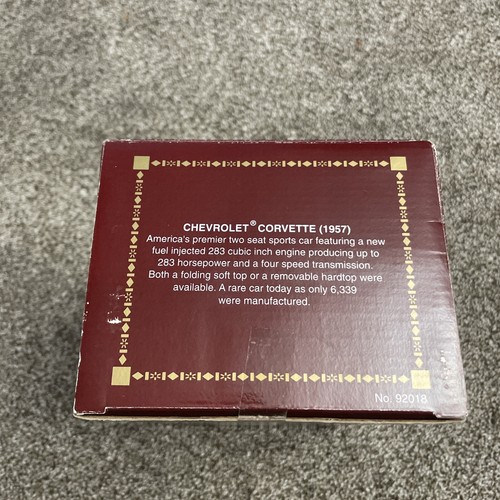 CHEVROLET® CORVETTE (1957)
America's premier two seat sports car featuring a new
fuel injected 283 cubic inch engine producing up to
283 horsepower and a four speed transmission.
Both a folding soft top or a removable hardtop were
available. A rare car today as only 6,339
were manufactured.
No. 92018